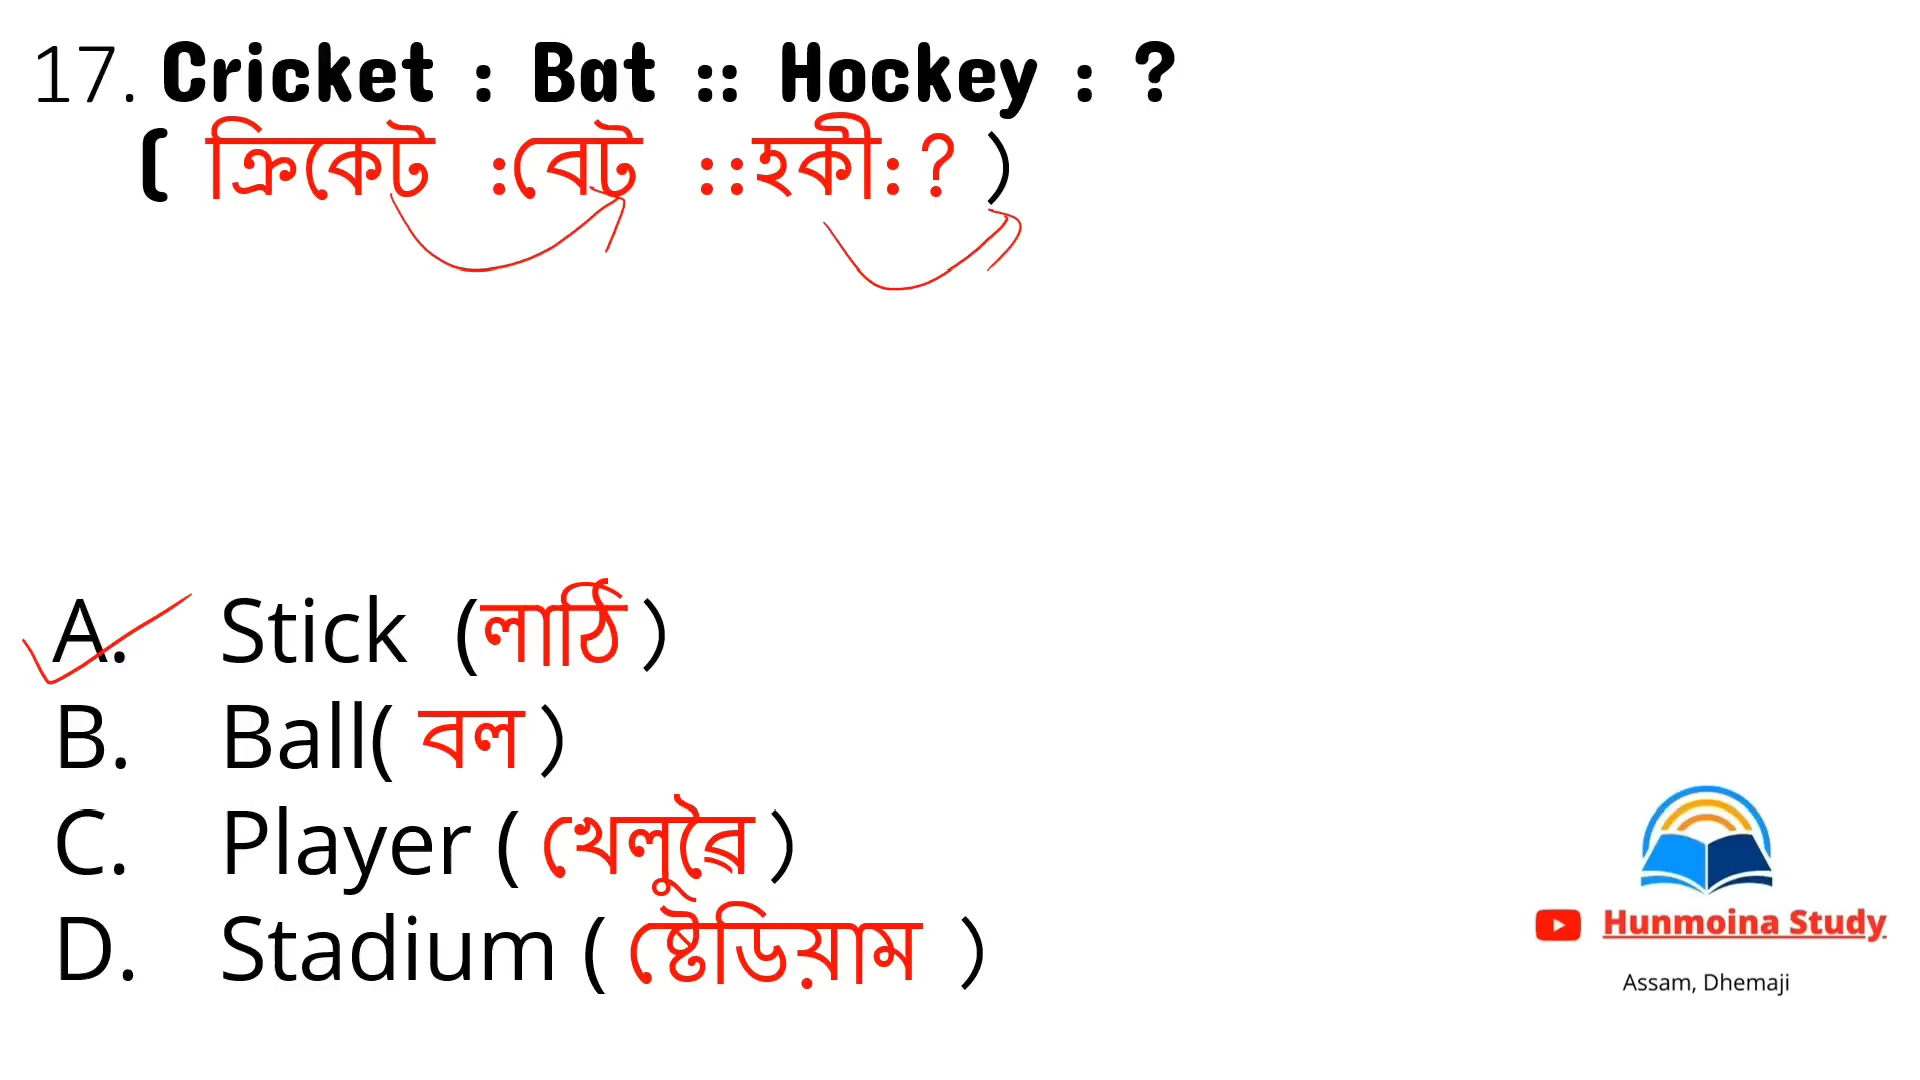 17. Cricket : Bat :: Hockey : ?
( ক্ৰিকেট :বেট ::হকী:? )
A. Stick (লাঠি )
B. Ball( বল )
C. Player ( খেলুৱৈ )
D. Stadium ( ষ্টেডিয়াম )
Hunmoina Study
Assam, Dhemaji